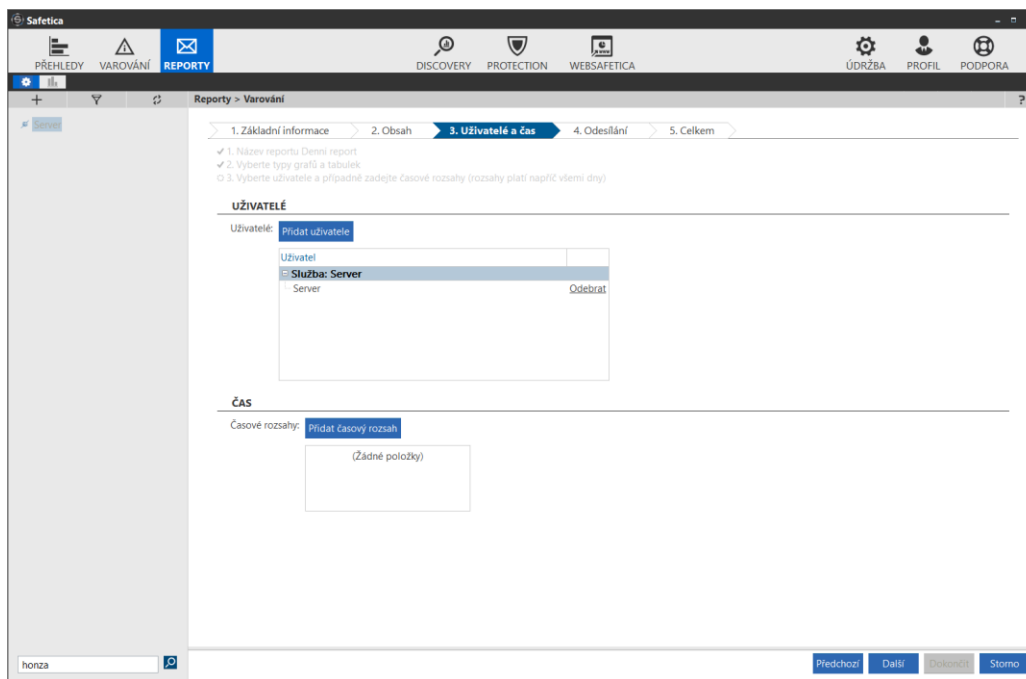 Safetica
PŘEHLEDY VAROVÁNÍ REPORTY DISCOVERY PROTECTION WEBSAFETICA ÚDRŽBA PROFIL PODPORA
Reporty > Varování ?
Server
1. Základní informace 2. Obsah 3. Uživatelé a čas 4. Odesílání 5. Celkem
1. Název reportu Denní report
2. Vyberte typy grafů a tabulek
3. Vyberte uživatele a případně zadejte časové rozsahy (rozsahy platí napříč všemi dny)
UŽIVATELÉ
Uživatelé: Přidat uživatele
Uživatel
Služba: Server
Server Odebrat
ČAS
Časové rozsahy: Přidat časový rozsah
(Žádné položky)
honza
Předchozí Další Dokončit Storno